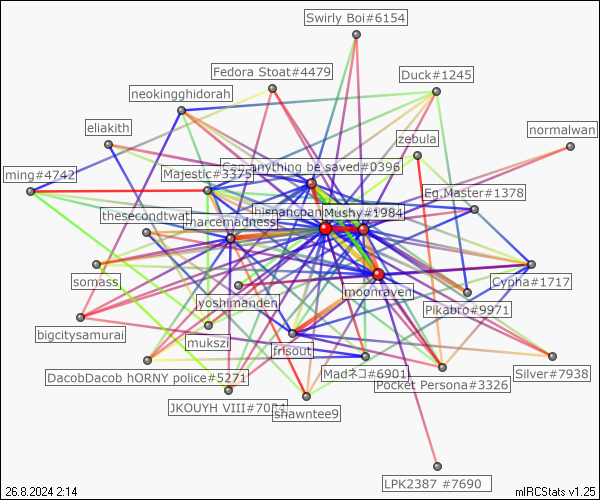 Swirly Boi#6154
Fedora Stoat#4479
Duck#1245
neokingghidorah
eliakith
zebula
normalwan
ming#4742
Majestic#3375
Can anything be saved#0396
Eg.Master#1378
thesecondtwat
harcemadness
hisnancpan
Mushy#1984
somass
yoshimanden
moonraven
Cypha#1717
Pikabro#9971
bigcitysamurai
mukszi
frisout
DacobDacob hORNY police#5271
Madネコ#6901
Pocket Persona#3326
Silver#7938
JKOUYH VIII#7084
shawntee9
LPK2387 #7690
26.8.2024 2:14
mIRCStats v1.25